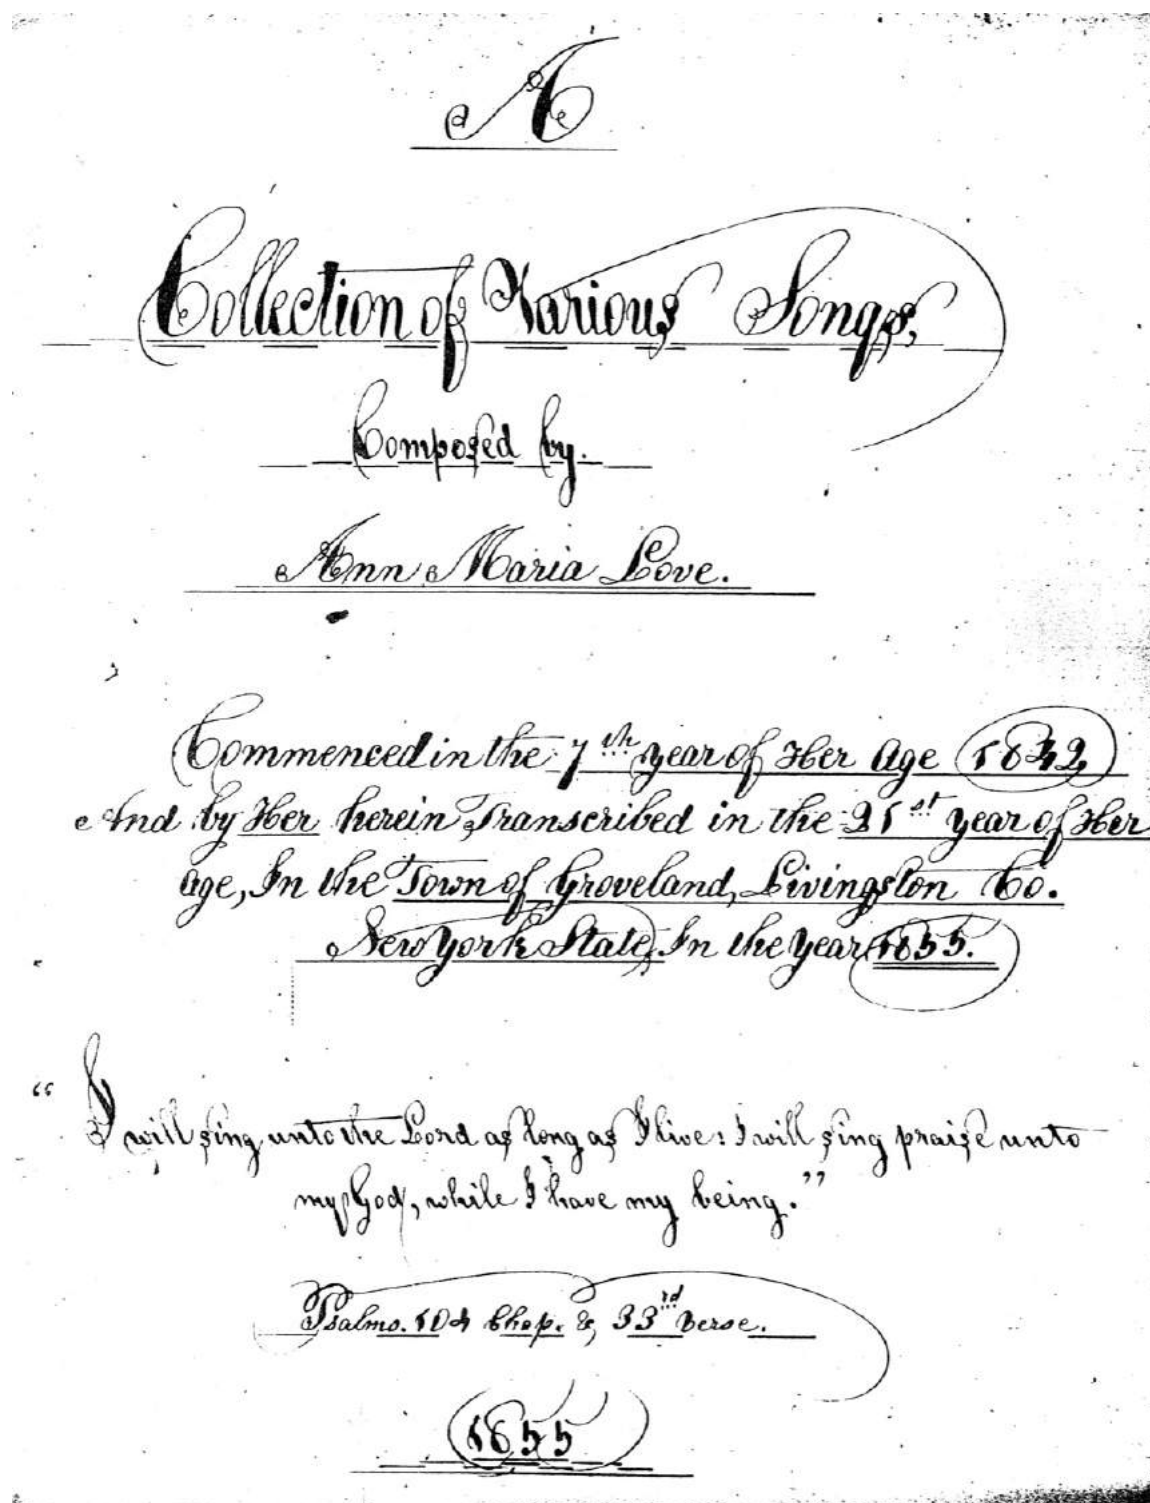 A
Collection of Various Songs,
Composed by.
Ann Maria Love.
Commenced in the 7th year of Her Age 1842
And by Her herein Transcribed in the 21st year of Her
age, In the Town of Groveland, Livingston Co.
New York State, In the Year 1855.
"I will sing unto the Lord as long as I live: I will sing praise unto
my God, while I have my being."
Psalms. 104 Chap. & 33rd Verse.
1855